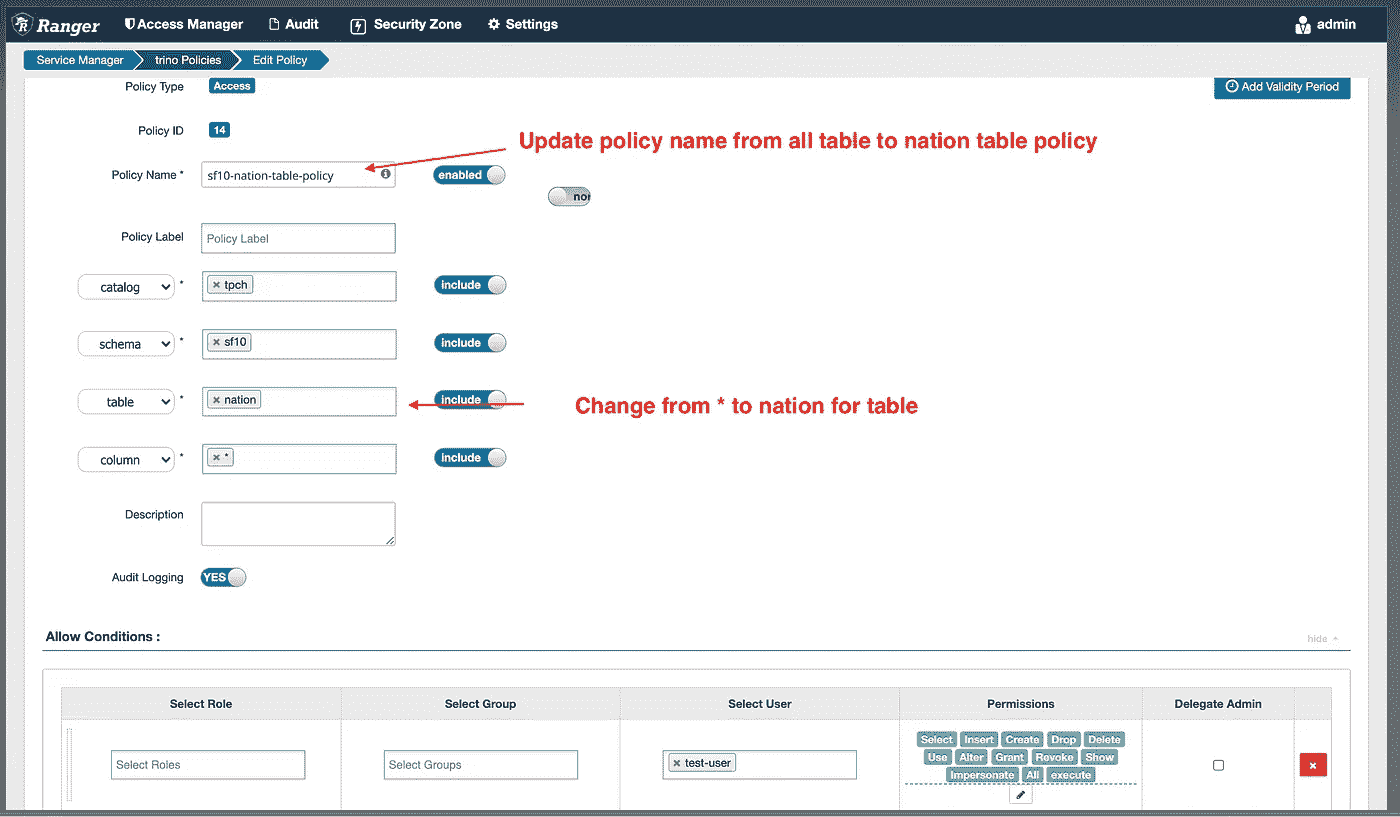 Ranger Access Manager Audit Security Zone Settings admin
Service Manager trino Policies Edit Policy
Policy Type Access Add Validity Period
Policy ID 14
Update policy name from all table to nation table policy
Policy Name * sf10-nation-table-policy enabled
nor
Policy Label Policy Label
catalog * × tpch include
schema * × sf10 include
table * × nation include
Change from * to nation for table
column * × * include
Description
Audit Logging YES
Allow Conditions :
hide
Select Role Select Group Select User Permissions Delegate Admin
Select Insert Create Drop Delete
Use Alter Grant Revoke Show
Select Roles Select Groups × test-user
Impersonate All execute